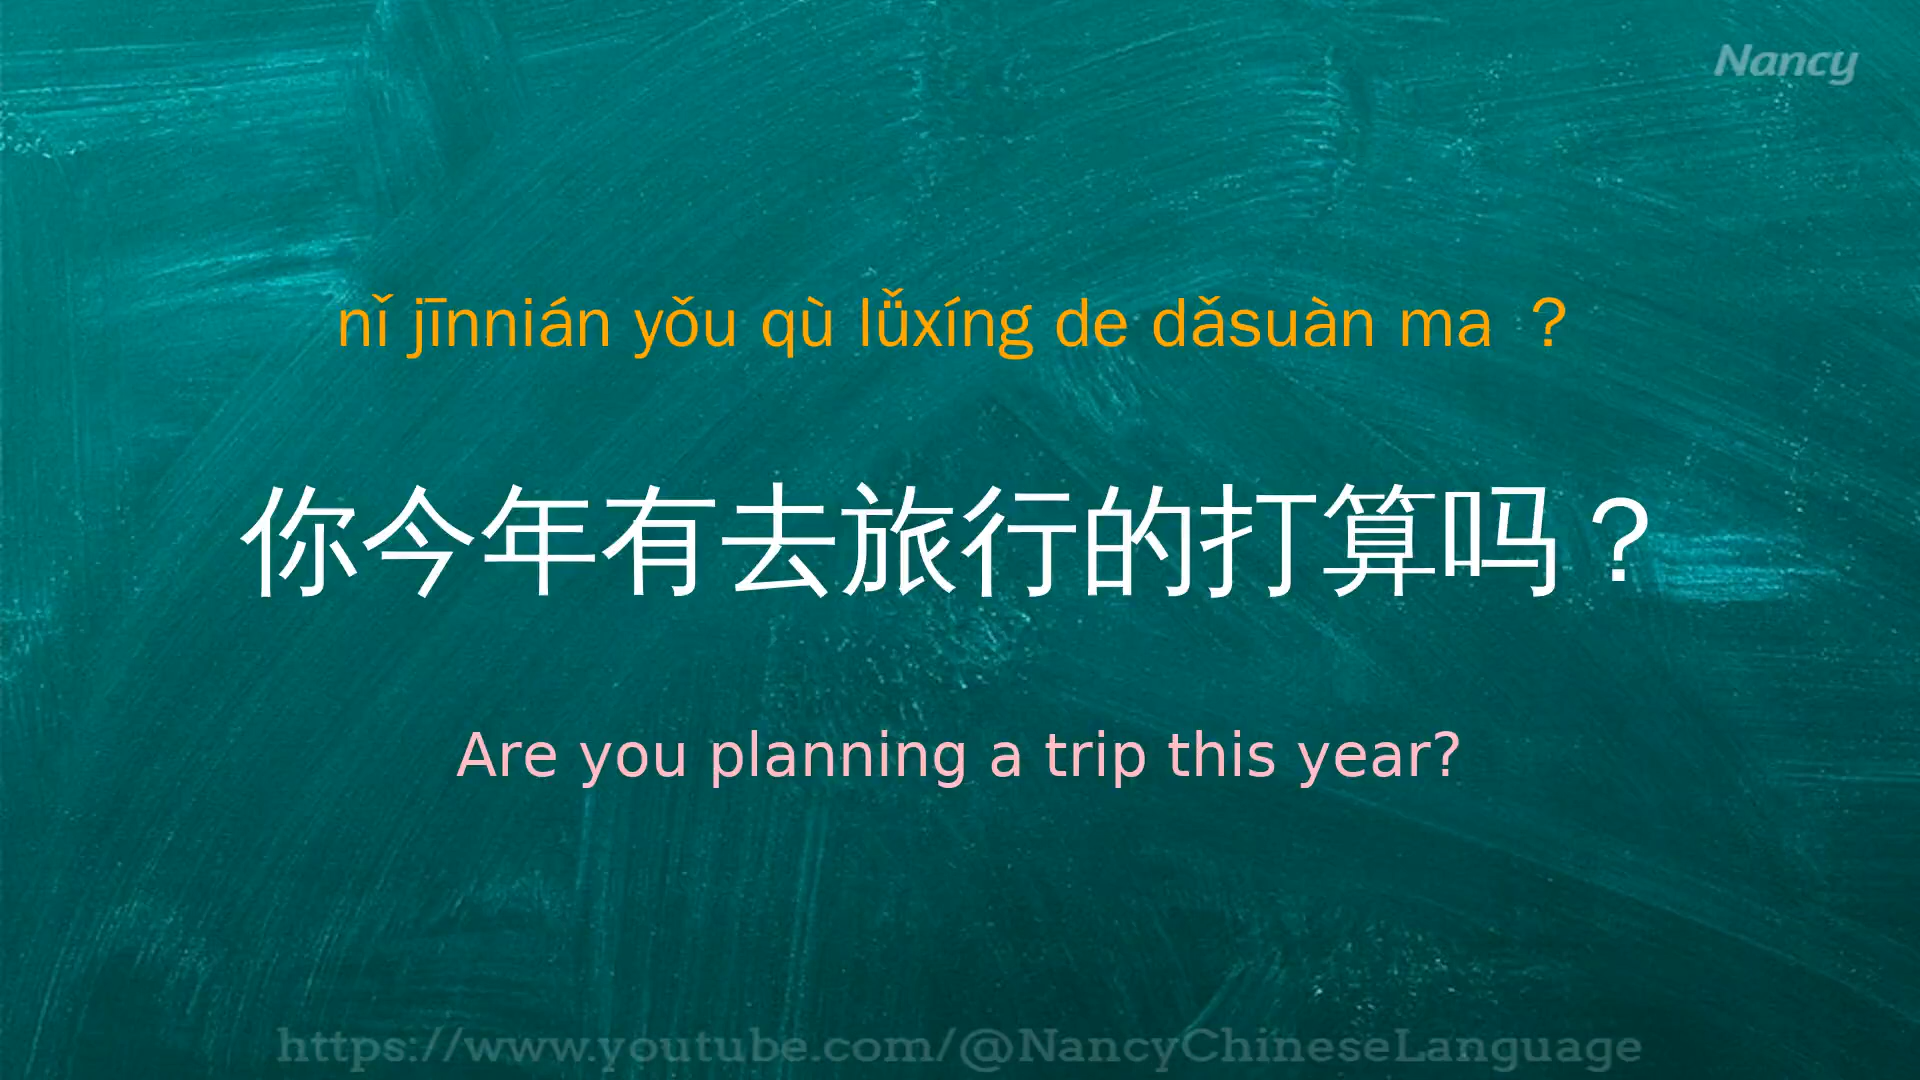 Nancy
nǐ jīnnián yǒu qù lǚxíng de dǎsuàn ma ？
你今年有去旅行的打算吗？
Are you planning a trip this year?
https://www.youtube.com/@NancyChineseLanguage